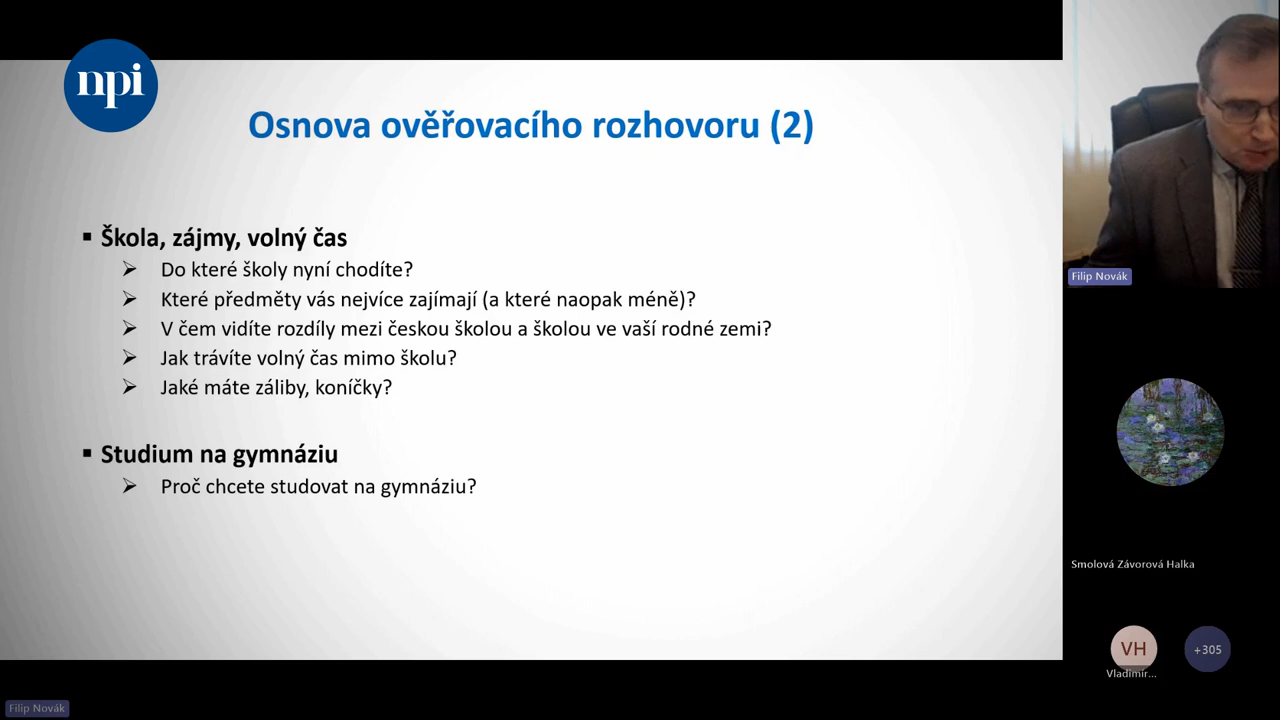 npi
Osnova ověřovacího rozhovoru (2)
Škola, zájmy, volný čas
Do které školy nyní chodíte?
Které předměty vás nejvíce zajímají (a které naopak méně)?
V čem vidíte rozdíly mezi českou školou a školou ve vaší rodné zemi?
Jak trávíte volný čas mimo školu?
Jaké máte záliby, koníčky?
Studium na gymnáziu
Proč chcete studovat na gymnáziu?
Filip Novák
Smolová Závorová Halka
VH
+305
Vladimír...
Filip Novák